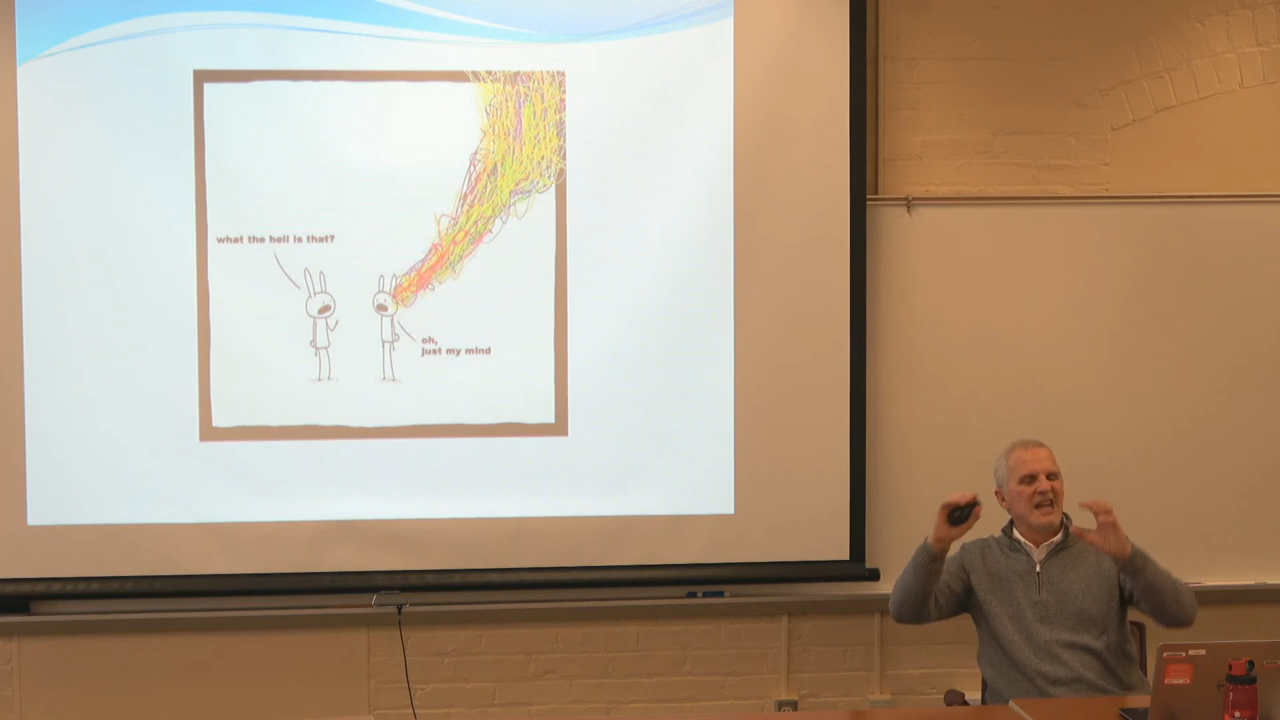 what the hell is that?
oh,
just my mind